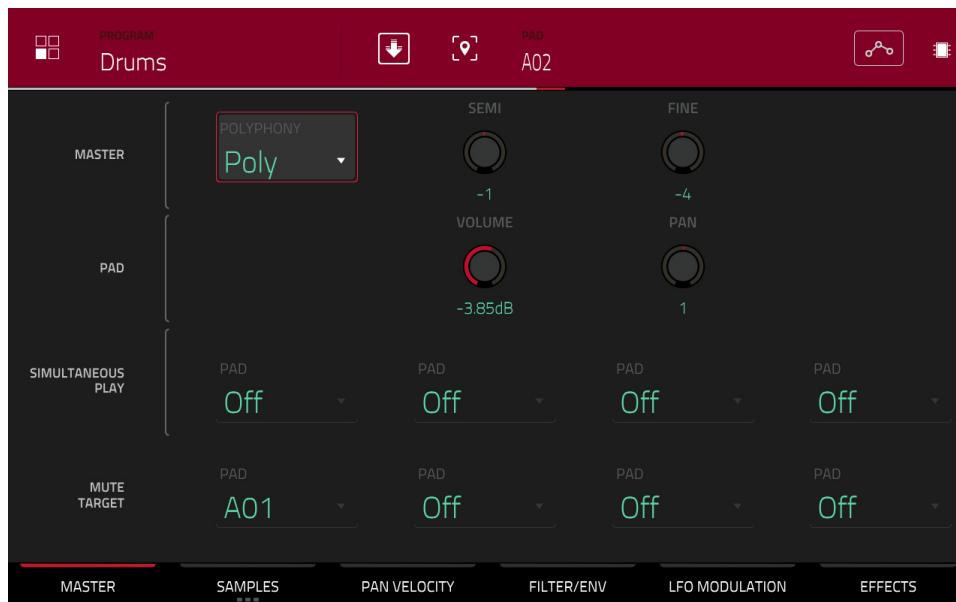 PROGRAM
Drums
PAD
A02
MASTER
POLYPHONY
Poly
SEMI
-1
FINE
-4
PAD
VOLUME
-3.85dB
PAN
1
SIMULTANEOUS
PLAY
PAD PAD PAD PAD
Off Off Off Off
MUTE
TARGET
PAD PAD PAD PAD
A01 Off Off Off
MASTER SAMPLES PAN VELOCITY FILTER/ENV LFO MODULATION EFFECTS